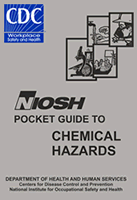 CDC
Workplace
Safety and Health
NIOSH
POCKET GUIDE TO
CHEMICAL
HAZARDS
DEPARTMENT OF HEALTH AND HUMAN SERVICES
Centers for Disease Control and Prevention
National Institute for Occupational Safety and Health